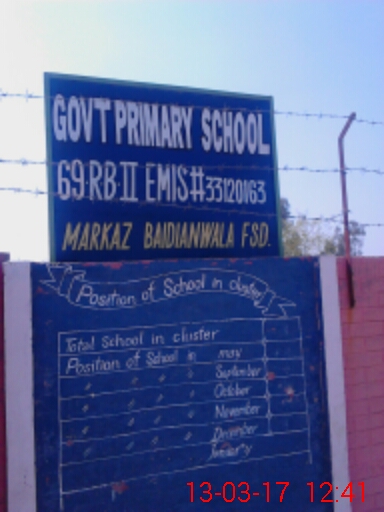 GOV'T PRIMARY SCHOOL
69·RB·II EMIS#33120163
MARKAZ BAIDIANWALA FSD.
Position of School in cluster
Total School in cluster
Position of School in may
" " " " September
" " " " October
" " " " November
" " " " December
January
13-03-17 12:41